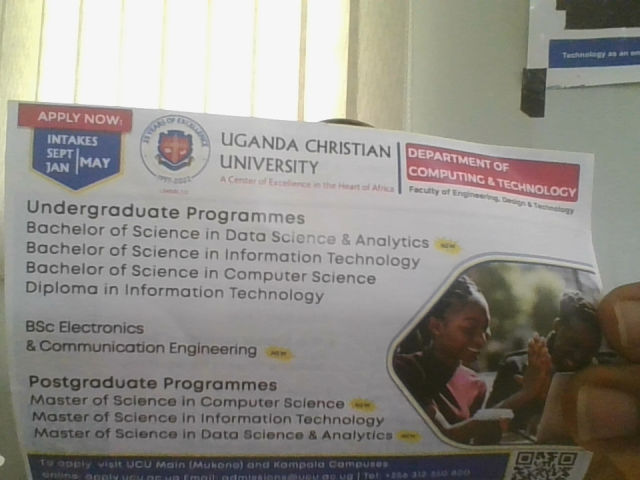 Technology as an en
APPLY NOW:
INTAKES
SEPT
JAN
MAY
25 YEARS OF EXCELLENCE
1997-2022
UGANDA CHRISTIAN
UNIVERSITY
A Center of Excellence in the Heart of Africa
DEPARTMENT OF
COMPUTING & TECHNOLOGY
Faculty of Engineering, Design & Technology
Undergraduate Programmes
Bachelor of Science in Data Science & Analytics NEW
Bachelor of Science in Information Technology
Bachelor of Science in Computer Science
Diploma in Information Technology
BSc Electronics
& Communication Engineering NEW
Postgraduate Programmes
Master of Science in Computer Science NEW
Master of Science in Information Technology
Master of Science in Data Science & Analytics NEW
To apply, visit UCU Main (Mukono) and Kampala Campuses
online: apply.ucu.ac.ug Email: admissions@ucu.ac.ug | Tel: +256 312 350 800